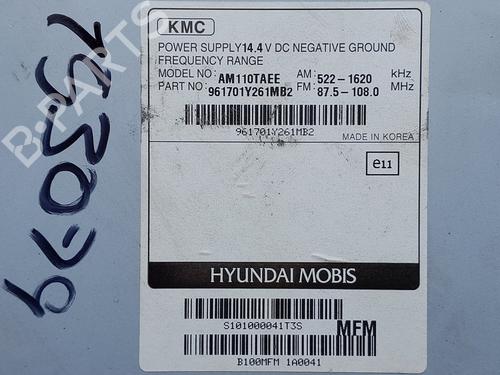 KMC
POWER SUPPLY 14.4 V DC NEGATIVE GROUND
FREQUENCY RANGE
MODEL NO: AM110TAEE AM: 522-1620 kHz
PART NO: 961701Y261MB2 FM: 87.5-108.0 MHz
961701Y261MB2
MADE IN KOREA
e11
HYUNDAI MOBIS
S101000041T3S
MFM
B100MFM 1A0041
B-PARTS